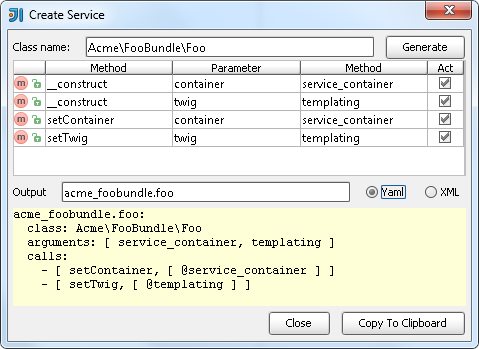 Create Service
Class name: Acme\FooBundle\Foo Generate
Method Parameter Method Act
m __construct container service_container
m __construct twig templating
m setContainer container service_container
m setTwig twig templating
Output acme_foobundle.foo Yaml XML
acme_foobundle.foo:
  class: Acme\FooBundle\Foo
  arguments: [ service_container, templating ]
  calls:
    - [ setContainer, [ @service_container ] ]
    - [ setTwig, [ @templating ] ]
Close Copy To Clipboard